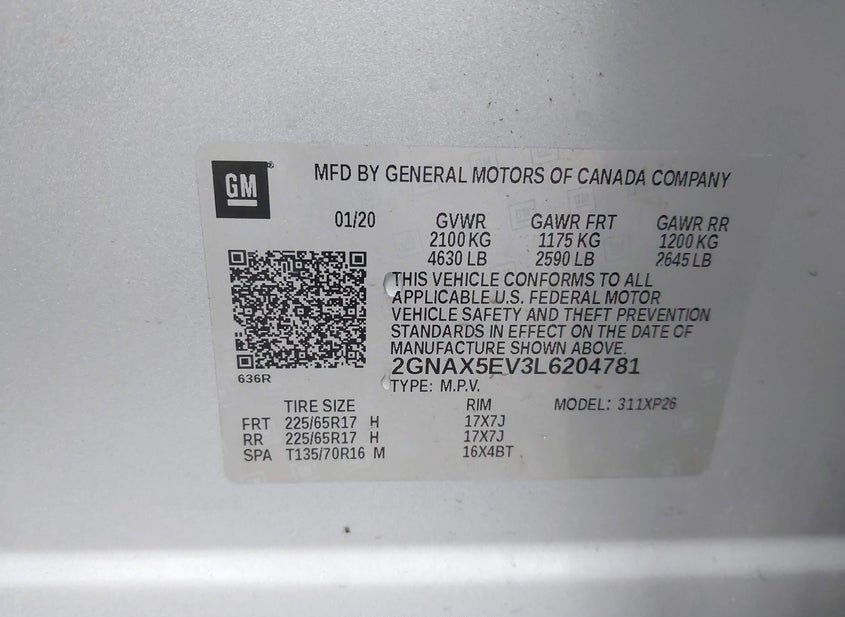 GM
MFD BY GENERAL MOTORS OF CANADA COMPANY
01/20 GVWR GAWR FRT GAWR RR
2100 KG 1175 KG 1200 KG
4630 LB 2590 LB 2645 LB
THIS VEHICLE CONFORMS TO ALL
APPLICABLE U.S. FEDERAL MOTOR
VEHICLE SAFETY AND THEFT PREVENTION
STANDARDS IN EFFECT ON THE DATE OF
MANUFACTURE SHOWN ABOVE.
2GNAX5EV3L6204781
636R
TYPE: M.P.V.
TIRE SIZE RIM MODEL: 311XP26
FRT 225/65R17 H 17X7J
RR 225/65R17 H 17X7J
SPA T135/70R16 M 16X4BT